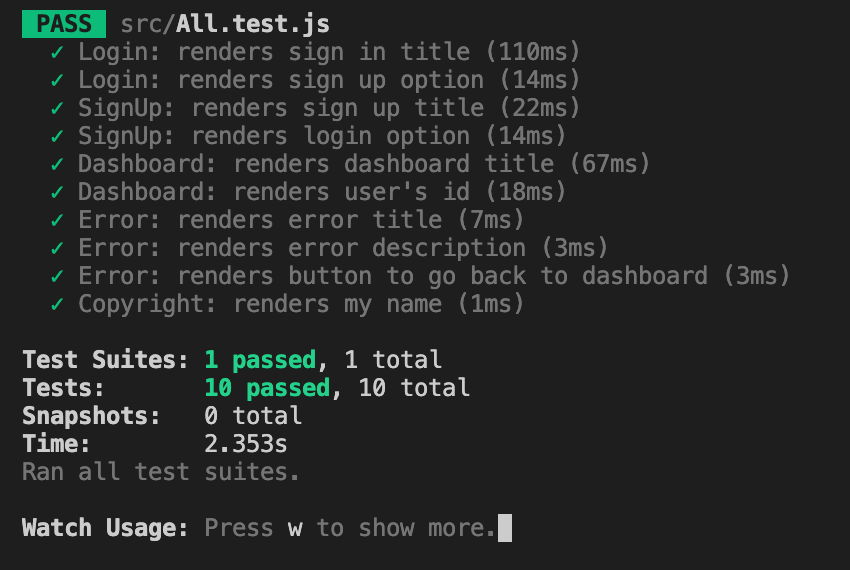 PASS src/All.test.js
✓ Login: renders sign in title (110ms)
✓ Login: renders sign up option (14ms)
✓ SignUp: renders sign up title (22ms)
✓ SignUp: renders login option (14ms)
✓ Dashboard: renders dashboard title (67ms)
✓ Dashboard: renders user's id (18ms)
✓ Error: renders error title (7ms)
✓ Error: renders error description (3ms)
✓ Error: renders button to go back to dashboard (3ms)
✓ Copyright: renders my name (1ms)
Test Suites: 1 passed, 1 total
Tests: 10 passed, 10 total
Snapshots: 0 total
Time: 2.353s
Ran all test suites.
Watch Usage: Press w to show more.